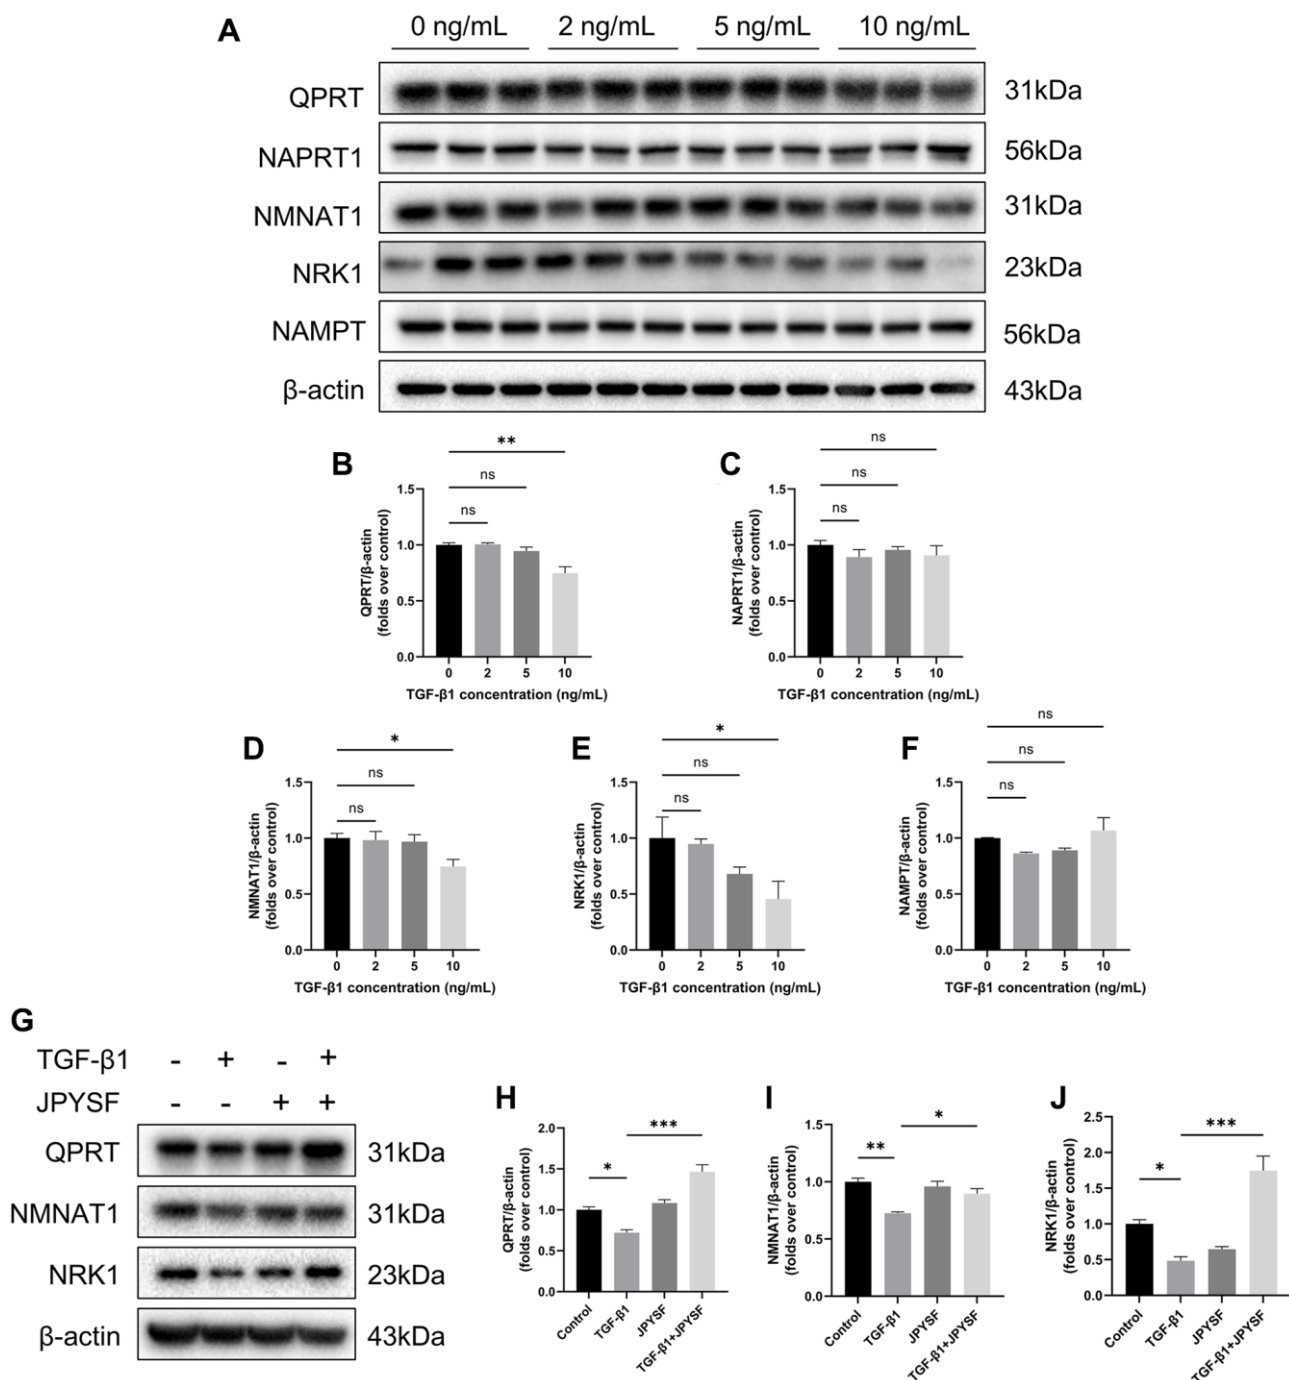 A
0 ng/mL 2 ng/mL 5 ng/mL 10 ng/mL
QPRT 31kDa
NAPRT1 56kDa
NMNAT1 31kDa
NRK1 23kDa
NAMPT 56kDa
β-actin 43kDa
B
**
ns
ns
QPRT/β-actin
(folds over control)
1.5
1.0
0.5
0.0
0 2 5 10
TGF-β1 concentration (ng/mL)
C
ns
ns
ns
NAPRT1/β-actin
(folds over control)
1.5
1.0
0.5
0.0
0 2 5 10
TGF-β1 concentration (ng/mL)
D
*
ns
ns
NMNAT1/β-actin
(folds over control)
1.5
1.0
0.5
0.0
0 2 5 10
TGF-β1 concentration (ng/mL)
E
*
ns
ns
NRK1/β-actin
(folds over control)
1.5
1.0
0.5
0.0
0 2 5 10
TGF-β1 concentration (ng/mL)
F
ns
ns
ns
NAMPT/β-actin
(folds over control)
1.5
1.0
0.5
0.0
0 2 5 10
TGF-β1 concentration (ng/mL)
G
TGF-β1 - + - +
JPYSF - - + +
QPRT 31kDa
NMNAT1 31kDa
NRK1 23kDa
β-actin 43kDa
H
***
*
QPRT/β-actin
(folds over control)
2.0
1.5
1.0
0.5
0.0
Control TGF-β1 JPYSF TGF-β1+JPYSF
I
*
**
NMNAT1/β-actin
(folds over control)
1.5
1.0
0.5
0.0
Control TGF-β1 JPYSF TGF-β1+JPYSF
J
***
*
NRK1/β-actin
(folds over control)
2.5
2.0
1.5
1.0
0.5
0.0
Control TGF-β1 JPYSF TGF-β1+JPYSF